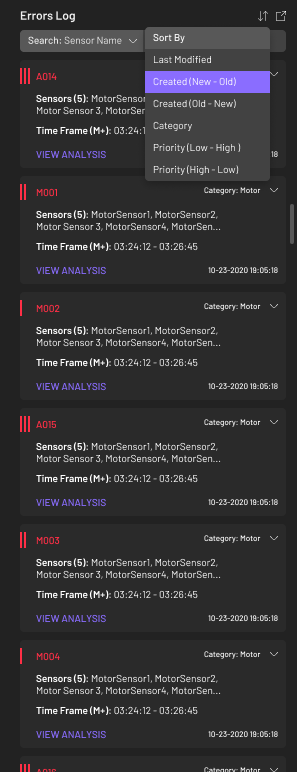 Errors Log
Search: Sensor Name
Sort By
Last Modified
Created (New - Old)
Created (Old - New)
Category
Priority (Low - High )
Priority (High - Low)
A014
Sensors (5): MotorSensor
Motor Sensor 3, MotorSe
Time Frame (M+): 03:24:1
VIEW ANALYSIS
18
M001
Category: Motor
Sensors (5): MotorSensor1, MotorSensor2,
Motor Sensor 3, MotorSensor4, MotorSen...
Time Frame (M+): 03:24:12 - 03:26:45
VIEW ANALYSIS
10-23-2020 19:05:18
M002
Category: Motor
Sensors (5): MotorSensor1, MotorSensor2,
Motor Sensor 3, MotorSensor4, MotorSen...
Time Frame (M+): 03:24:12 - 03:26:45
VIEW ANALYSIS
10-23-2020 19:05:18
A015
Category: Motor
Sensors (5): MotorSensor1, MotorSensor2,
Motor Sensor 3, MotorSensor4, MotorSen...
Time Frame (M+): 03:24:12 - 03:26:45
VIEW ANALYSIS
10-23-2020 19:05:18
M003
Category: Motor
Sensors (5): MotorSensor1, MotorSensor2,
Motor Sensor 3, MotorSensor4, MotorSen...
Time Frame (M+): 03:24:12 - 03:26:45
VIEW ANALYSIS
10-23-2020 19:05:18
M004
Category: Motor
Sensors (5): MotorSensor1, MotorSensor2,
Motor Sensor 3, MotorSensor4, MotorSen...
Time Frame (M+): 03:24:12 - 03:26:45
VIEW ANALYSIS
10-23-2020 19:05:18
Category: Motor